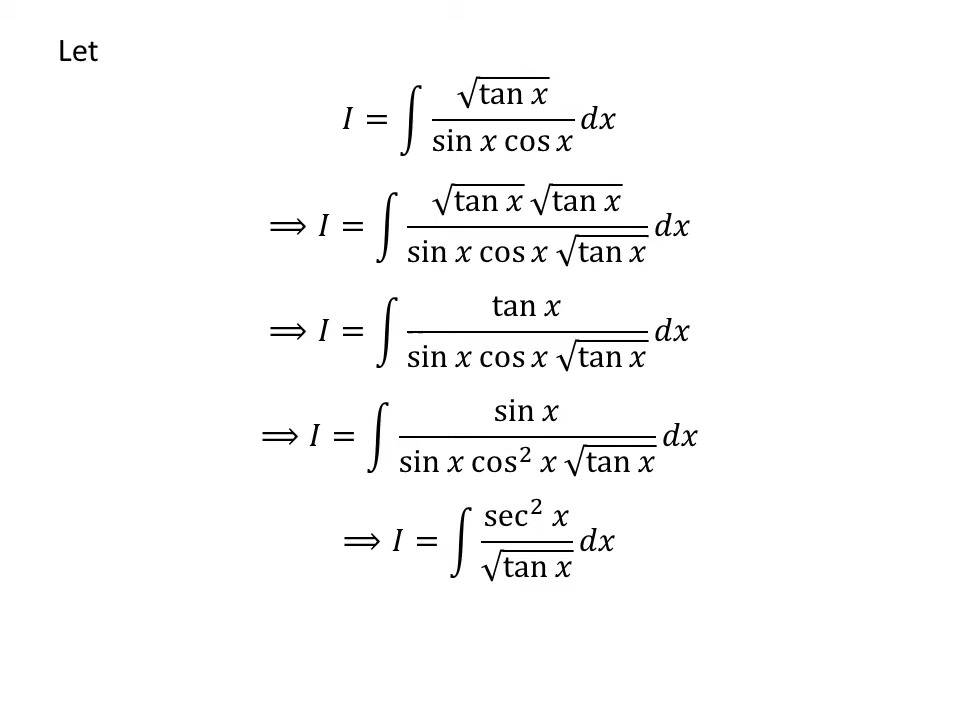 Let
I = ∫ √(tan x) / (sin x cos x) dx
⟹ I = ∫ (√(tan x) √(tan x)) / (sin x cos x √(tan x)) dx
⟹ I = ∫ tan x / (sin x cos x √(tan x)) dx
⟹ I = ∫ sin x / (sin x cos² x √(tan x)) dx
⟹ I = ∫ sec² x / √(tan x) dx